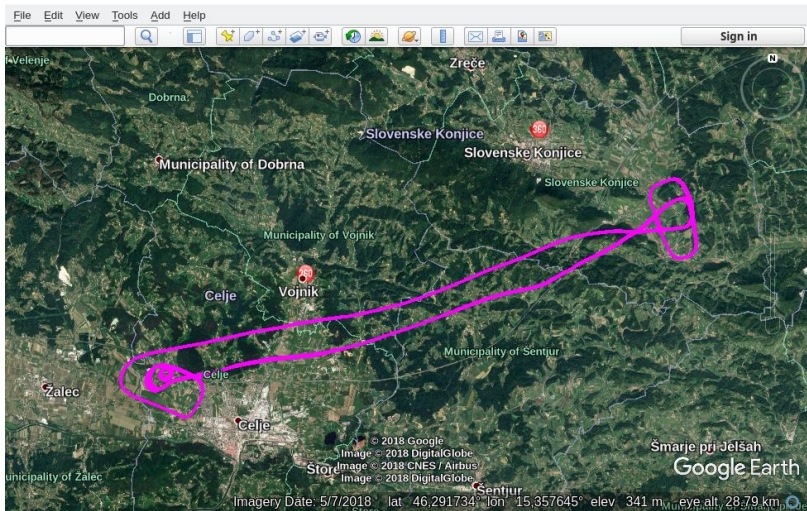 File Edit View Tools Add Help
Sign in
f Velenje
Zreče
N
Dobrna
Slovenske Konjice
360
Slovenske Konjice
Municipality of Dobrna
Slovenske Konjice
Municipality of Vojnik
360
Vojnik
Celje
Municipality of Šentjur
Celje
Žalec
Celje
© 2018 Google
Image © 2018 DigitalGlobe
Image © 2018 CNES / Airbus
Image © 2018 DigitalGlobe
Šmarje pri Jelšah
Google Earth
Štore
unicipality of Žalec
Šentjur
Imagery Date: 5/7/2018 lat 46.291734° lon 15.357645° elev 341 m eye alt 28.79 km